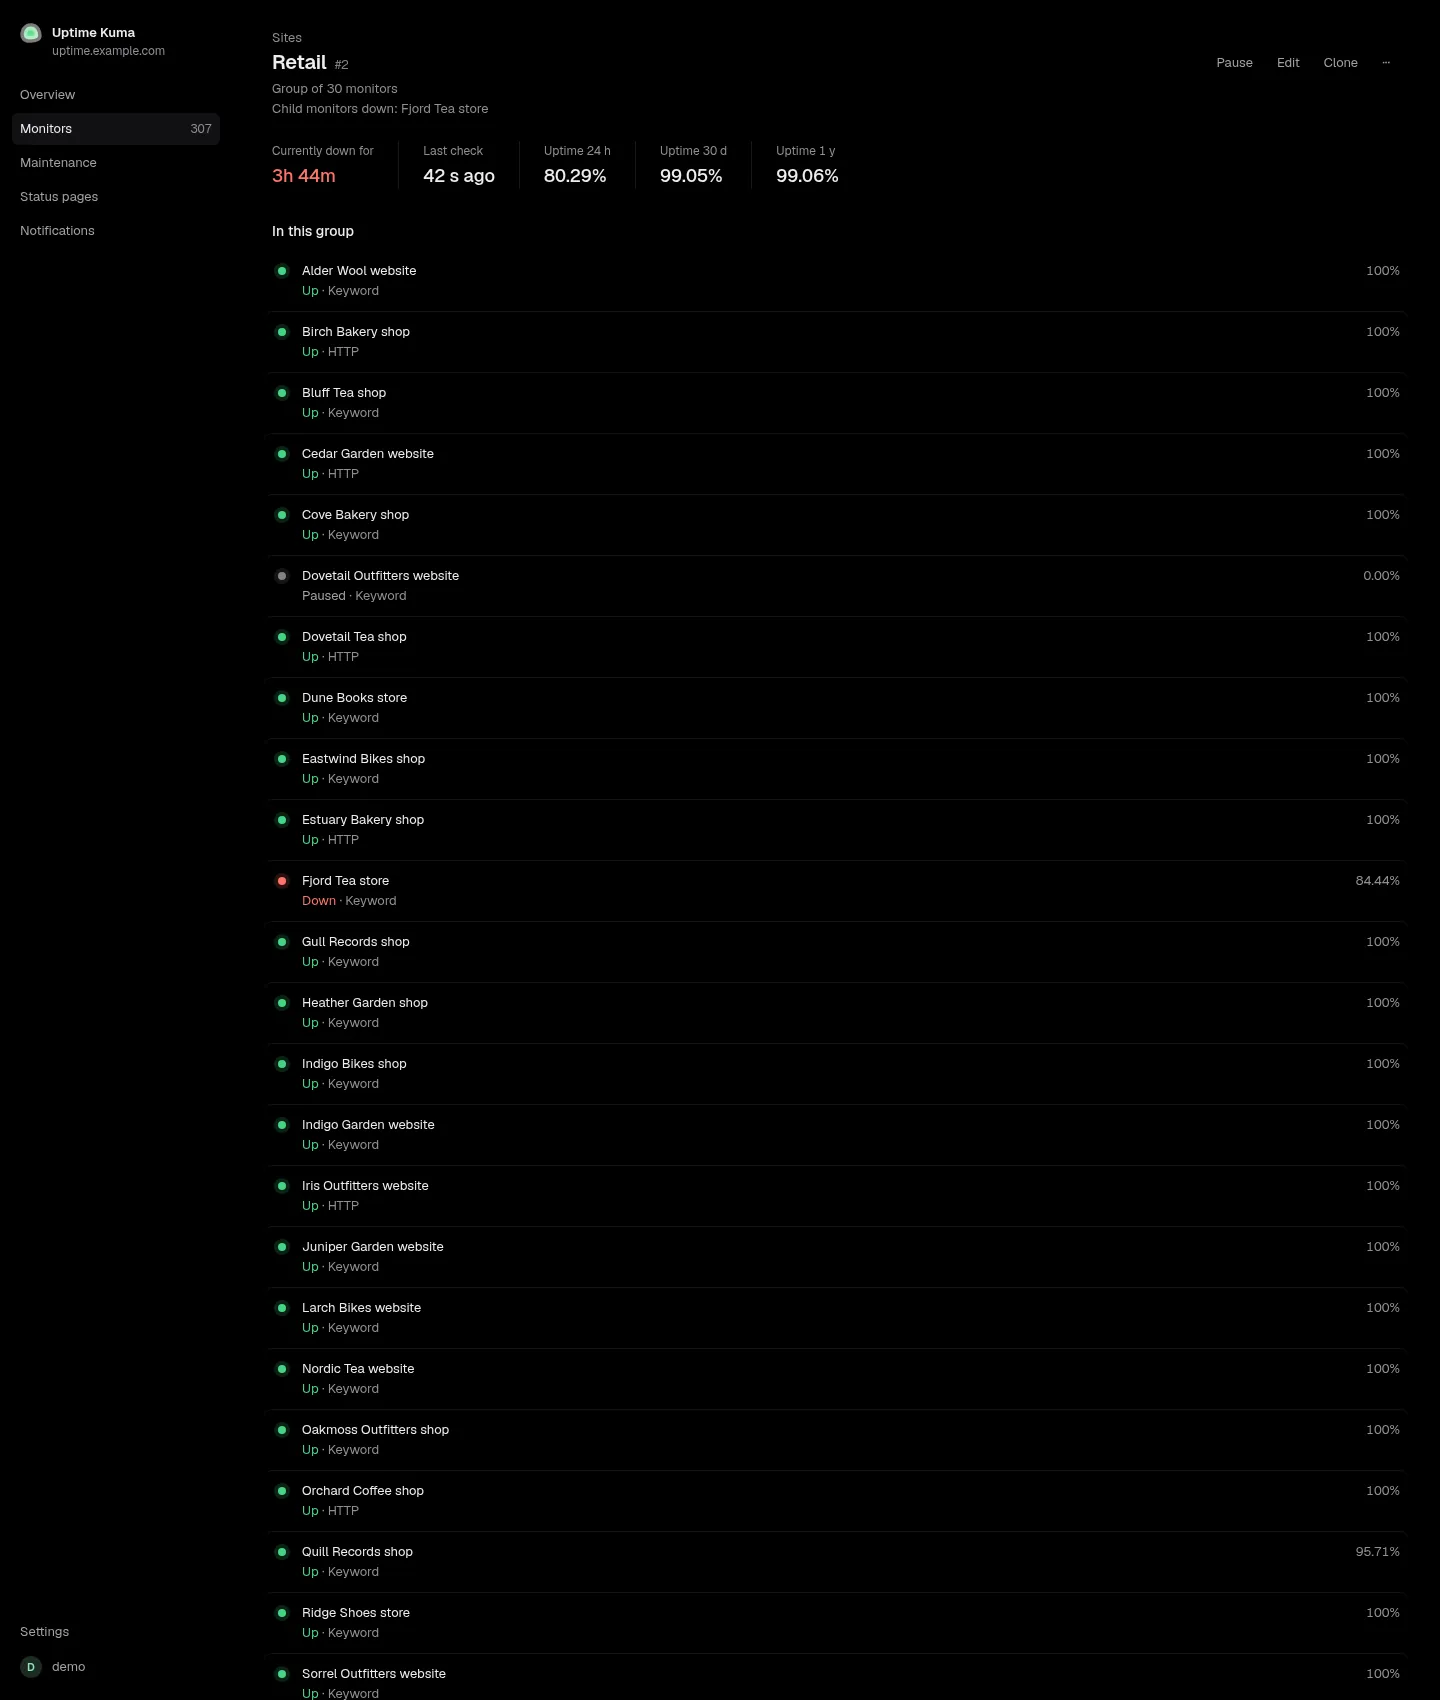 Uptime Kuma
uptime.example.com
Overview
Monitors 307
Maintenance
Status pages
Notifications
Settings
D demo
Sites
Retail #2
Pause Edit Clone ···
Group of 30 monitors
Child monitors down: Fjord Tea store
Currently down for
3h 44m
Last check
42 s ago
Uptime 24 h
80.29%
Uptime 30 d
99.05%
Uptime 1 y
99.06%
In this group
Alder Wool website 100%
Up · Keyword
Birch Bakery shop 100%
Up · HTTP
Bluff Tea shop 100%
Up · Keyword
Cedar Garden website 100%
Up · HTTP
Cove Bakery shop 100%
Up · Keyword
Dovetail Outfitters website 0.00%
Paused · Keyword
Dovetail Tea shop 100%
Up · HTTP
Dune Books store 100%
Up · Keyword
Eastwind Bikes shop 100%
Up · Keyword
Estuary Bakery shop 100%
Up · HTTP
Fjord Tea store 84.44%
Down · Keyword
Gull Records shop 100%
Up · Keyword
Heather Garden shop 100%
Up · Keyword
Indigo Bikes shop 100%
Up · Keyword
Indigo Garden website 100%
Up · Keyword
Iris Outfitters website 100%
Up · HTTP
Juniper Garden website 100%
Up · Keyword
Larch Bikes website 100%
Up · Keyword
Nordic Tea website 100%
Up · Keyword
Oakmoss Outfitters shop 100%
Up · Keyword
Orchard Coffee shop 100%
Up · HTTP
Quill Records shop 95.71%
Up · Keyword
Ridge Shoes store 100%
Up · Keyword
Sorrel Outfitters website 100%
Up · Keyword